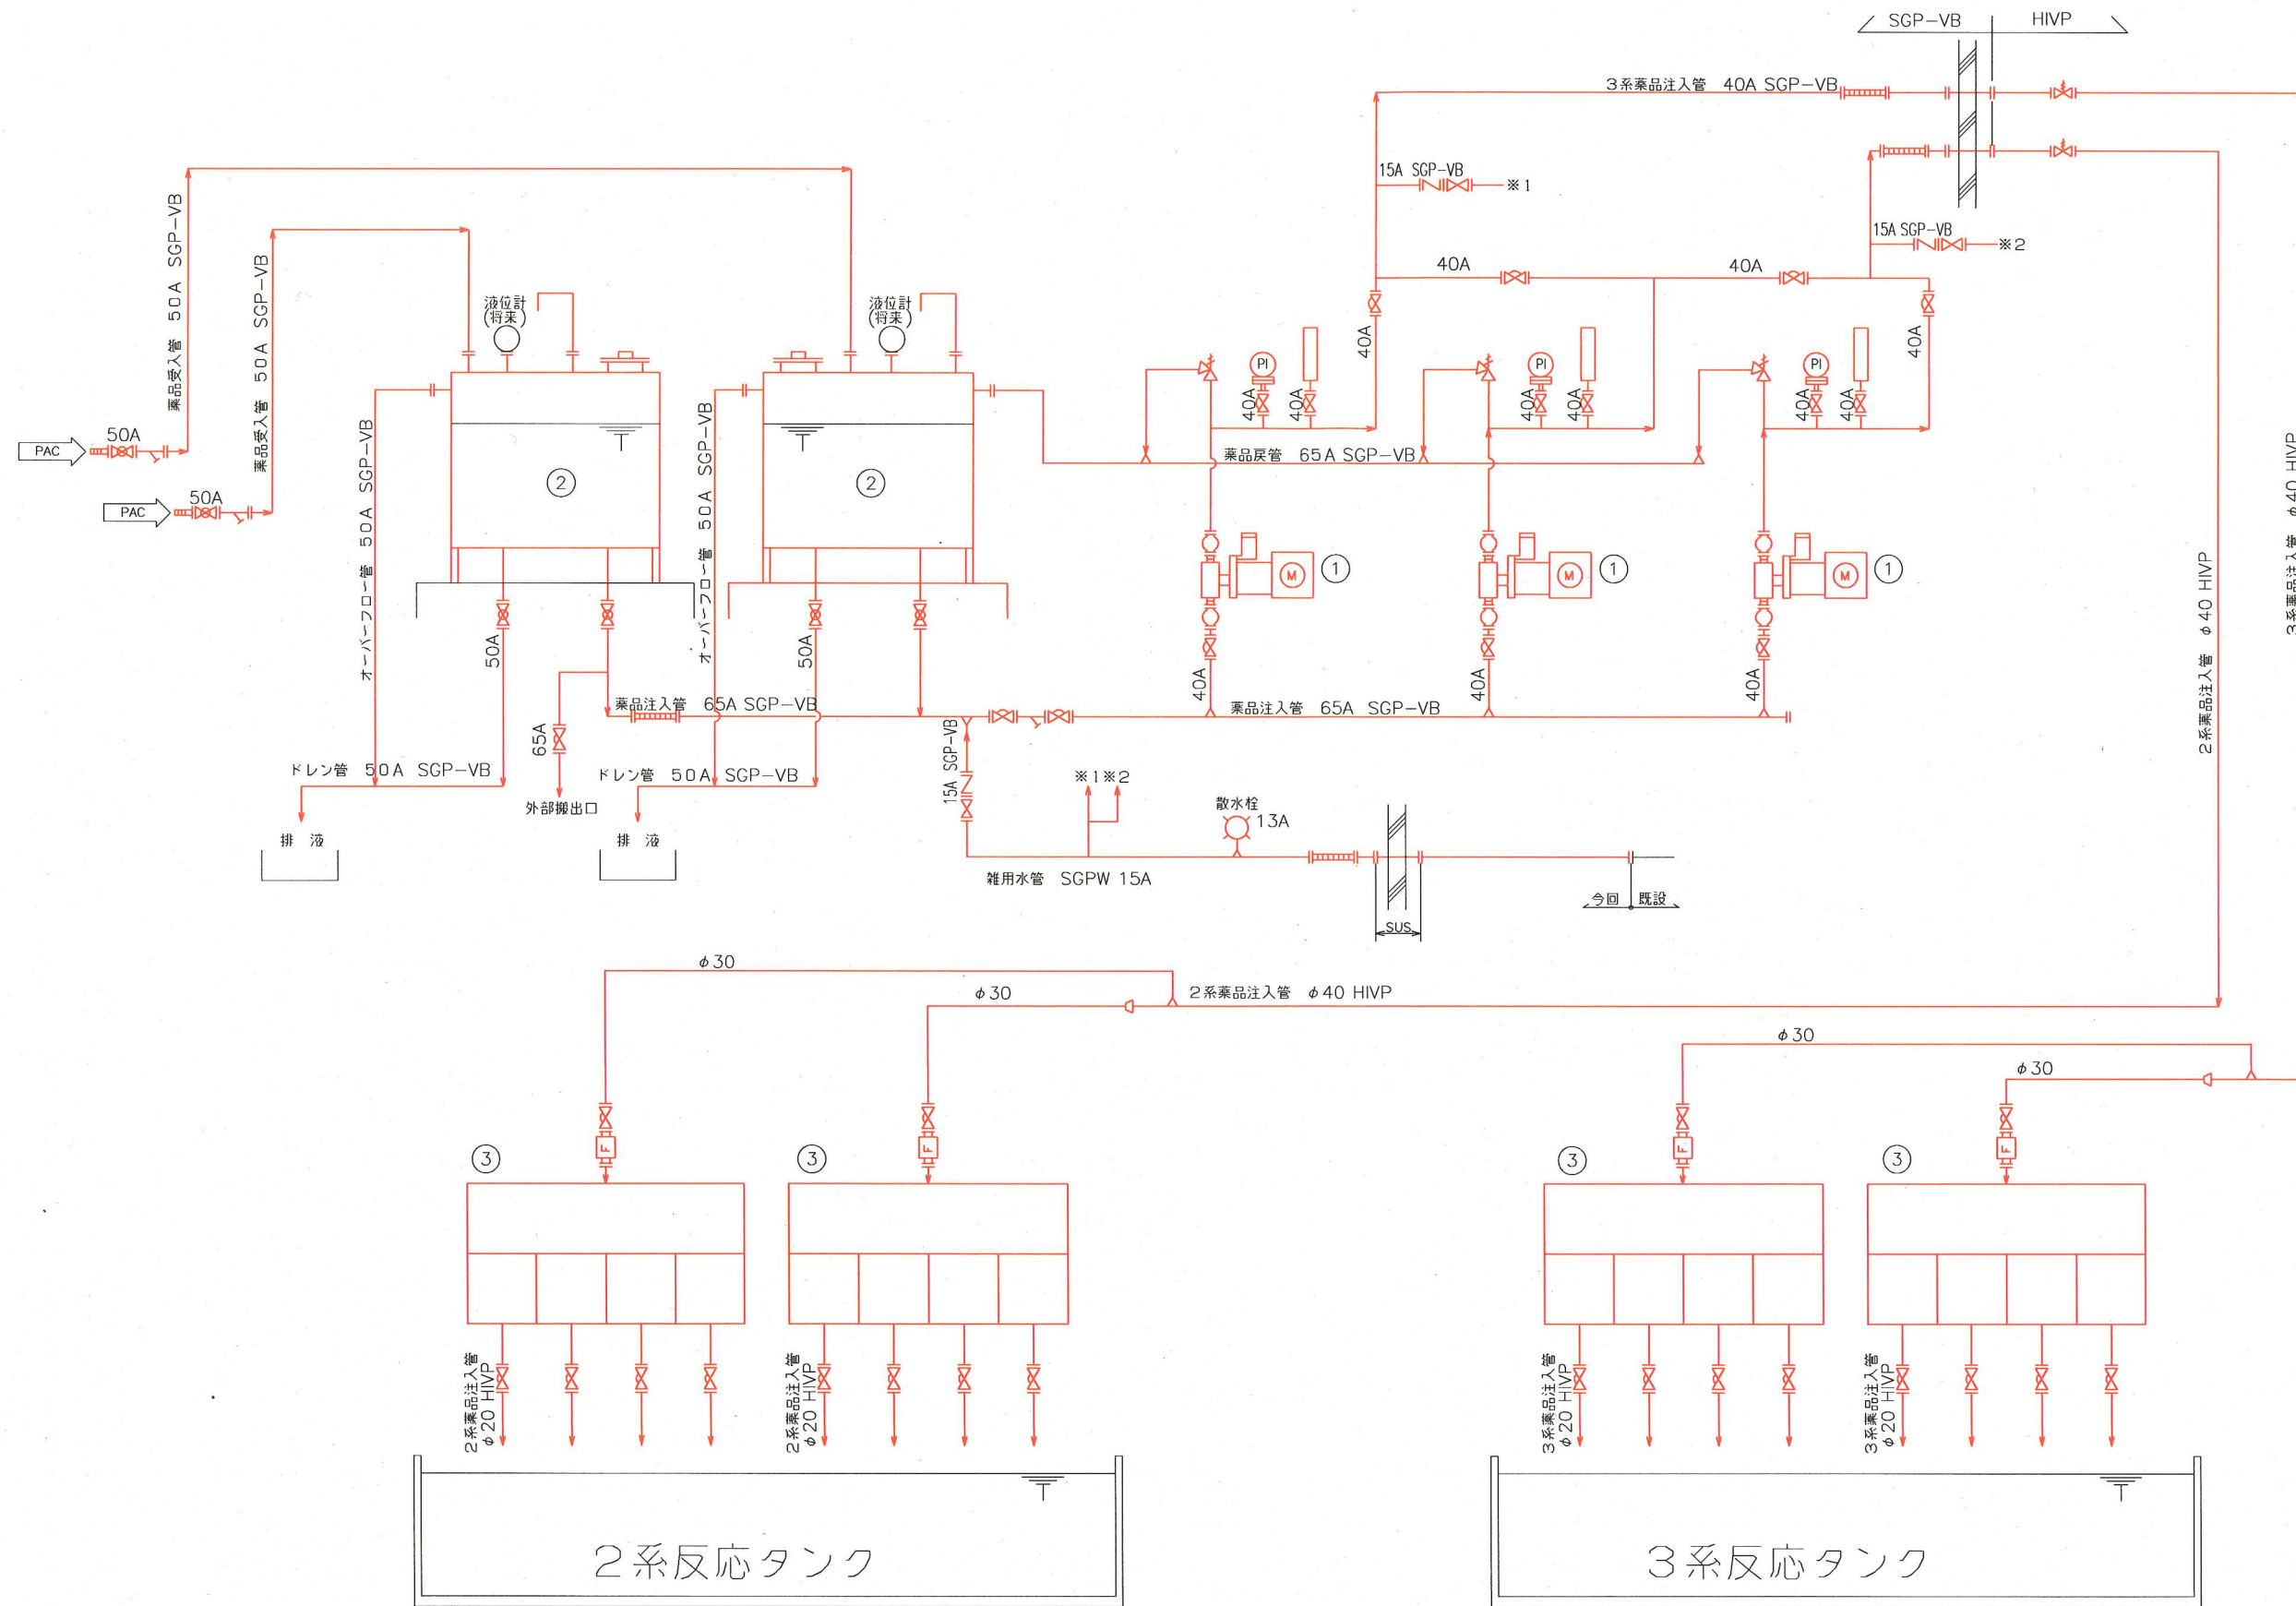 SGP-VB
HIVP
3系薬品注入管 40A SGP-VB
15A SGP-VB
※1
15A SGP-VB
※2
薬品受入管 50A SGP-VB
薬品受入管 50A SGP-VB
液位計
(将来)
液位計
(将来)
40A
40A
40A
40A
PI
PI
PI
40A
40A
40A
40A
40A
40A
50A
PAC
50A
PAC
オーバーフロー管 50A SGP-VB
オーバーフロー管 50A SGP-VB
薬品戻管 65A SGP-VB
②
②
M
①
M
①
M
①
3系薬品注入管 φ40 HIVP
2系薬品注入管 φ40 HIVP
50A
50A
40A
40A
40A
薬品注入管 65A SGP-VB
薬品注入管 65A SGP-VB
65A
15A SGP-VB
ドレン管 50A SGP-VB
ドレン管 50A SGP-VB
外部搬出口
※1※2
散水栓
13A
排 液
排 液
雑用水管 SGPW 15A
今回
既設
SUS
φ30
φ30
2系薬品注入管 φ40 HIVP
φ30
φ30
F
F
F
F
③
③
③
③
2系薬品注入管
φ20 HIVP
2系薬品注入管
φ20 HIVP
3系薬品注入管
φ20 HIVP
3系薬品注入管
φ20 HIVP
2系反応タンク
3系反応タンク